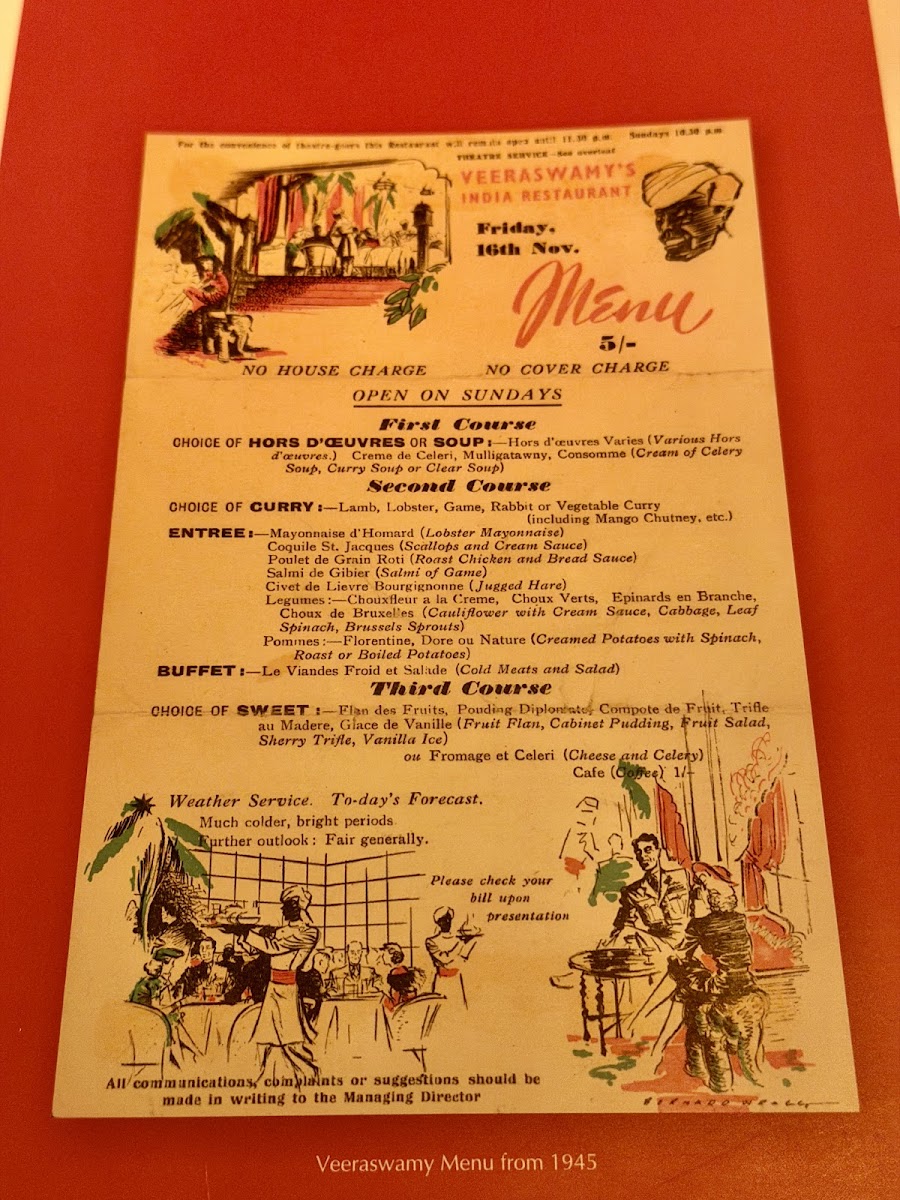 For the convenience of theatre-goers this Restaurant will remain open until 11.30 p.m. Sundays 10.30 p.m.
THEATRE SERVICE—See overleaf
VEERASWAMY'S
INDIA RESTAURANT
Friday,
16th Nov.
Menu
5/-
NO HOUSE CHARGE NO COVER CHARGE
OPEN ON SUNDAYS
First Course
CHOICE OF HORS D'ŒUVRES OR SOUP:—Hors d'œuvres Varies (Various Hors
d'œuvres.) Creme de Celeri, Mulligatawny, Consomme (Cream of Celery
Soup, Curry Soup or Clear Soup)
Second Course
CHOICE OF CURRY:—Lamb, Lobster, Game, Rabbit or Vegetable Curry
(including Mango Chutney, etc.)
ENTREE:—Mayonnaise d'Homard (Lobster Mayonnaise)
Coquile St. Jacques (Scallops and Cream Sauce)
Poulet de Grain Roti (Roast Chicken and Bread Sauce)
Salmi de Gibier (Salmi of Game)
Civet de Lievre Bourgignonne (Jugged Hare)
Legumes:—Chouxfleur a la Creme, Choux Verts, Epinards en Branche,
Choux de Bruxelles (Cauliflower with Cream Sauce, Cabbage, Leaf
Spinach, Brussels Sprouts)
Pommes:—Florentine, Dore ou Nature (Creamed Potatoes with Spinach,
Roast or Boiled Potatoes)
BUFFET:—Le Viandes Froid et Salade (Cold Meats and Salad)
Third Course
CHOICE OF SWEET:—Flan des Fruits, Pouding Diplomate, Compote de Fruit, Trifle
au Madere, Glace de Vanille (Fruit Flan, Cabinet Pudding, Fruit Salad,
Sherry Trifle, Vanilla Ice)
ou Fromage et Celeri (Cheese and Celery)
Cafe (Coffee) 1/-
Weather Service. To-day's Forecast.
Much colder, bright periods
Further outlook: Fair generally.
Please check your
bill upon
presentation
All communications, complaints or suggestions should be
made in writing to the Managing Director
Veeraswamy Menu from 1945